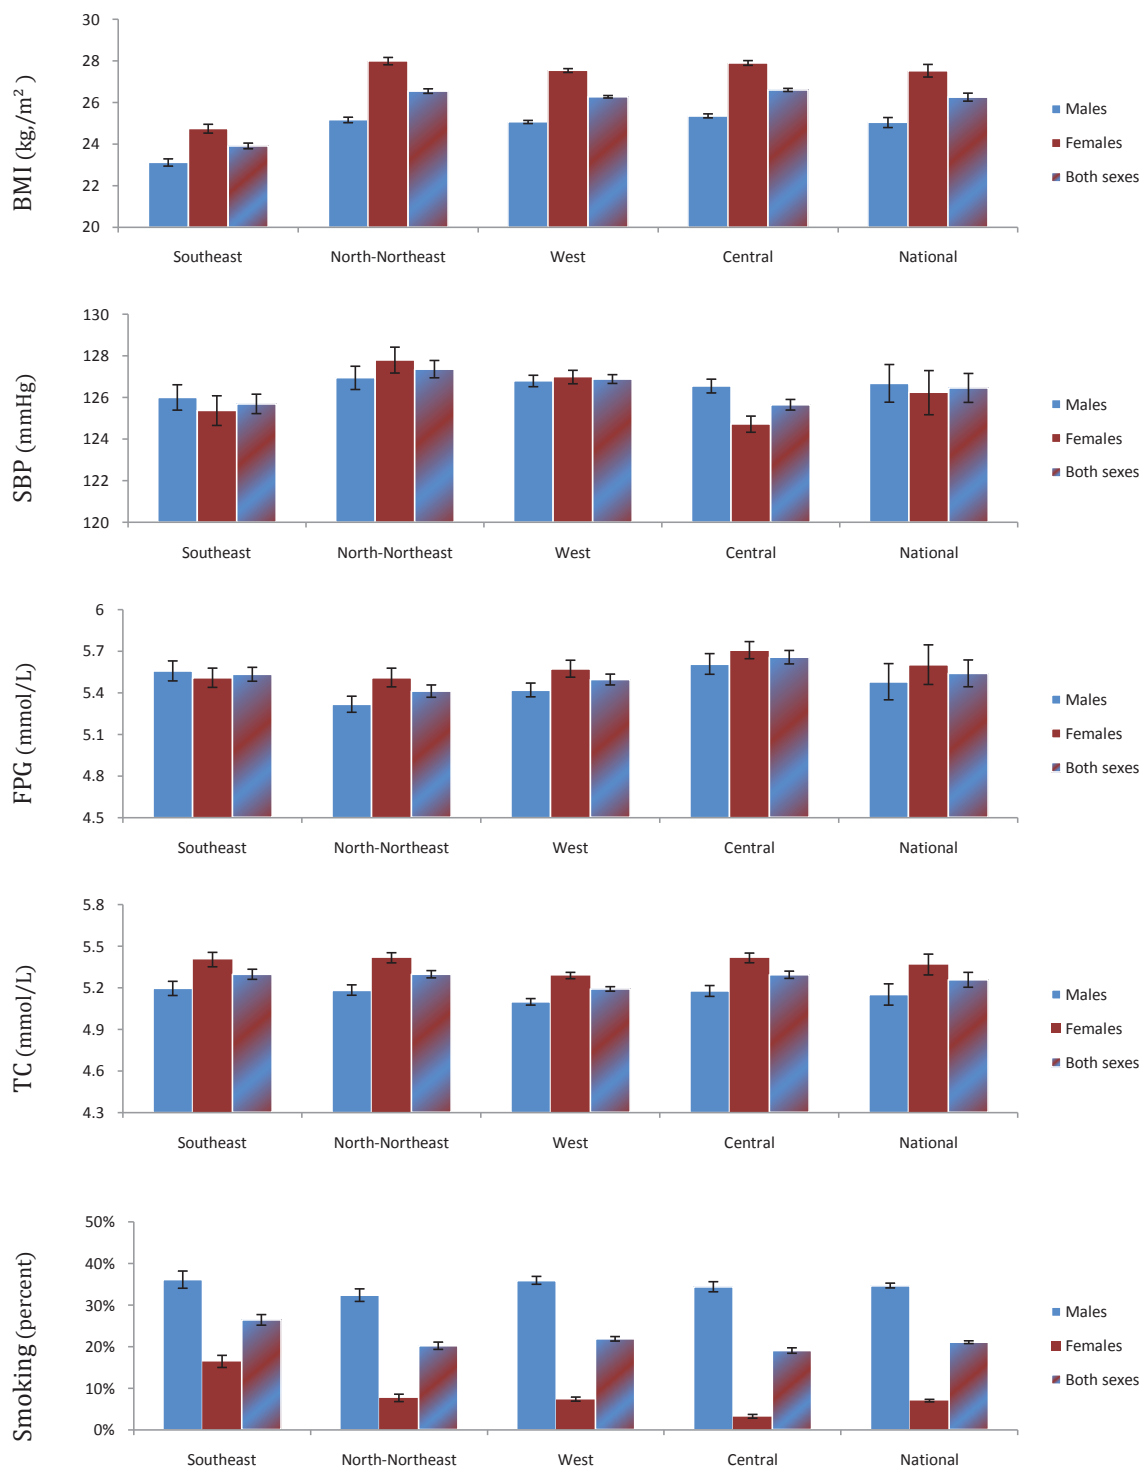 BMI (kg,/m²)
30
28
26
24
22
20
Southeast North-Northeast West Central National
Males
Females
Both sexes
SBP (mmHg)
130
128
126
124
122
120
Southeast North-Northeast West Central National
Males
Females
Both sexes
FPG (mmol/L)
6
5.7
5.4
5.1
4.8
4.5
Southeast North-Northeast West Central National
Males
Females
Both sexes
TC (mmol/L)
5.8
5.5
5.2
4.9
4.6
4.3
Southeast North-Northeast West Central National
Males
Females
Both sexes
Smoking (percent)
50%
40%
30%
20%
10%
0%
Southeast North-Northeast West Central National
Males
Females
Both sexes